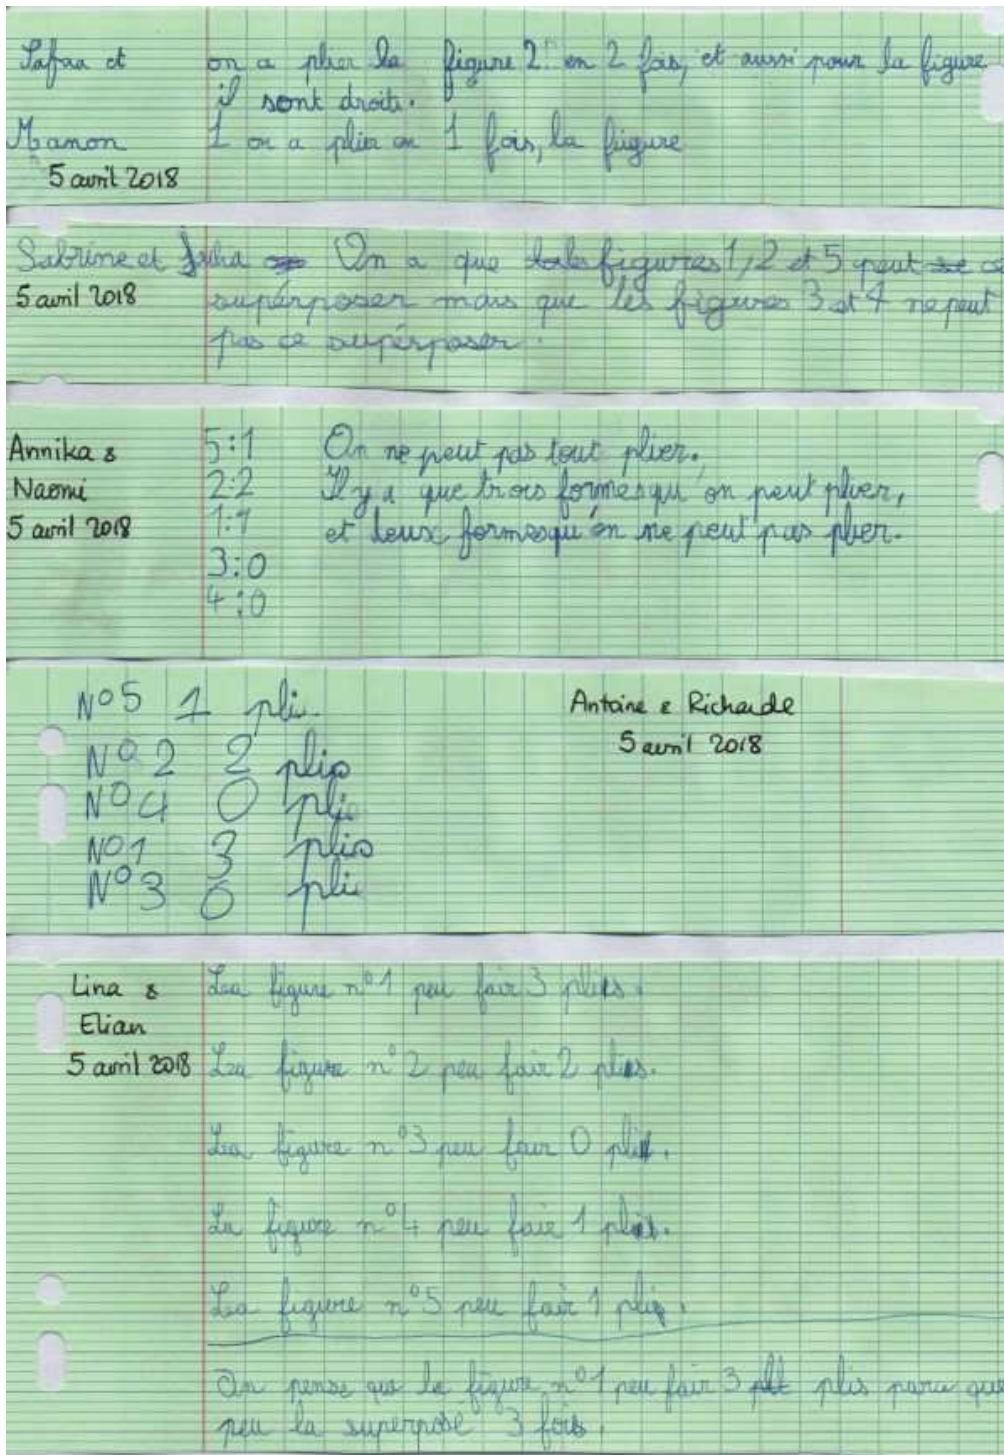 Safaa et on a plier la figure 2 en 2 fois, et aussi pour la figure
il sont droits.
Manon 1 on a plier en 1 fois, la figure
5 avril 2018
Sabrine et On a que les figures 1, 2 et 5 peut ce
5 avril 2018 supérposer mais que les figures 3 et 4 ne peut
pas ce supérposer.
Annika & 5:1 On ne peut pas tout plier.
Naomi 2:2 Il y a que trois formes qu'on peut plier,
5 avril 2018 1:1 et deux formes qu'on ne peut pas plier.
3:0
4:0
N°5 1 pli. Antoine & Richarde
5 avril 2018
N°2 2 plis
N°4 0 plis
N°1 3 plis
N°3 0 pli
Lina & La figure n°1 peu fair 3 plis.
Elian
5 avril 2018 La figure n°2 peu fair 2 plis.
La figure n°3 peu fair 0 pli.
La figure n°4 peu fair 1 pli.
La figure n°5 peu fair 1 pli.
On pense que la figure n°1 peu fair 3 plis parce que
peu la superposé 3 fois.